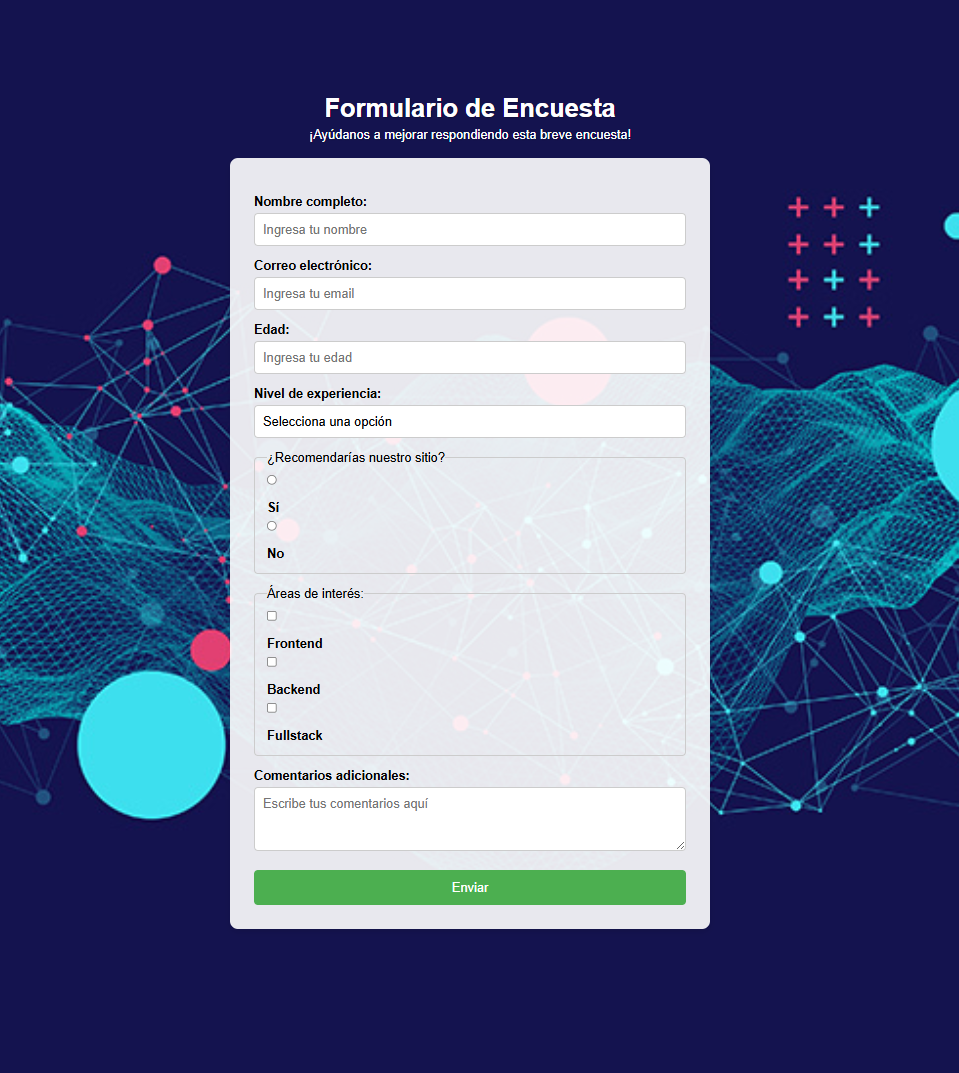 Formulario de Encuesta
¡Ayúdanos a mejorar respondiendo esta breve encuesta!
Nombre completo:
Ingresa tu nombre
Correo electrónico:
Ingresa tu email
Edad:
Ingresa tu edad
Nivel de experiencia:
Selecciona una opción
¿Recomendarías nuestro sitio?
Sí
No
Áreas de interés:
Frontend
Backend
Fullstack
Comentarios adicionales:
Escribe tus comentarios aquí
Enviar